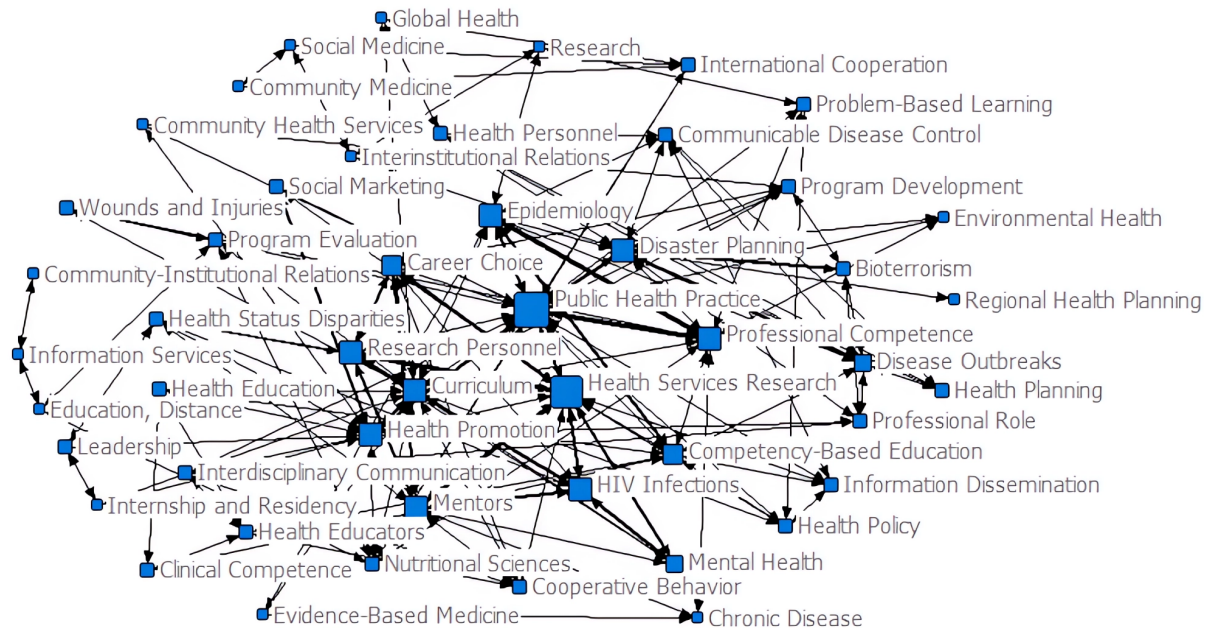 Global Health
Social Medicine
Research
International Cooperation
Community Medicine
Problem-Based Learning
Community Health Services
Health Personnel
Communicable Disease Control
Interinstitutional Relations
Social Marketing
Program Development
Wounds and Injuries
Epidemiology
Environmental Health
Program Evaluation
Disaster Planning
Career Choice
Bioterrorism
Community-Institutional Relations
Public Health Practice
Regional Health Planning
Health Status Disparities
Professional Competence
Research Personnel
Information Services
Disease Outbreaks
Health Education
Curriculum
Health Services Research
Health Planning
Education, Distance
Professional Role
Health Promotion
Leadership
Competency-Based Education
Interdisciplinary Communication
HIV Infections
Information Dissemination
Internship and Residency
Mentors
Health Policy
Health Educators
Nutritional Sciences
Mental Health
Clinical Competence
Cooperative Behavior
Evidence-Based Medicine
Chronic Disease